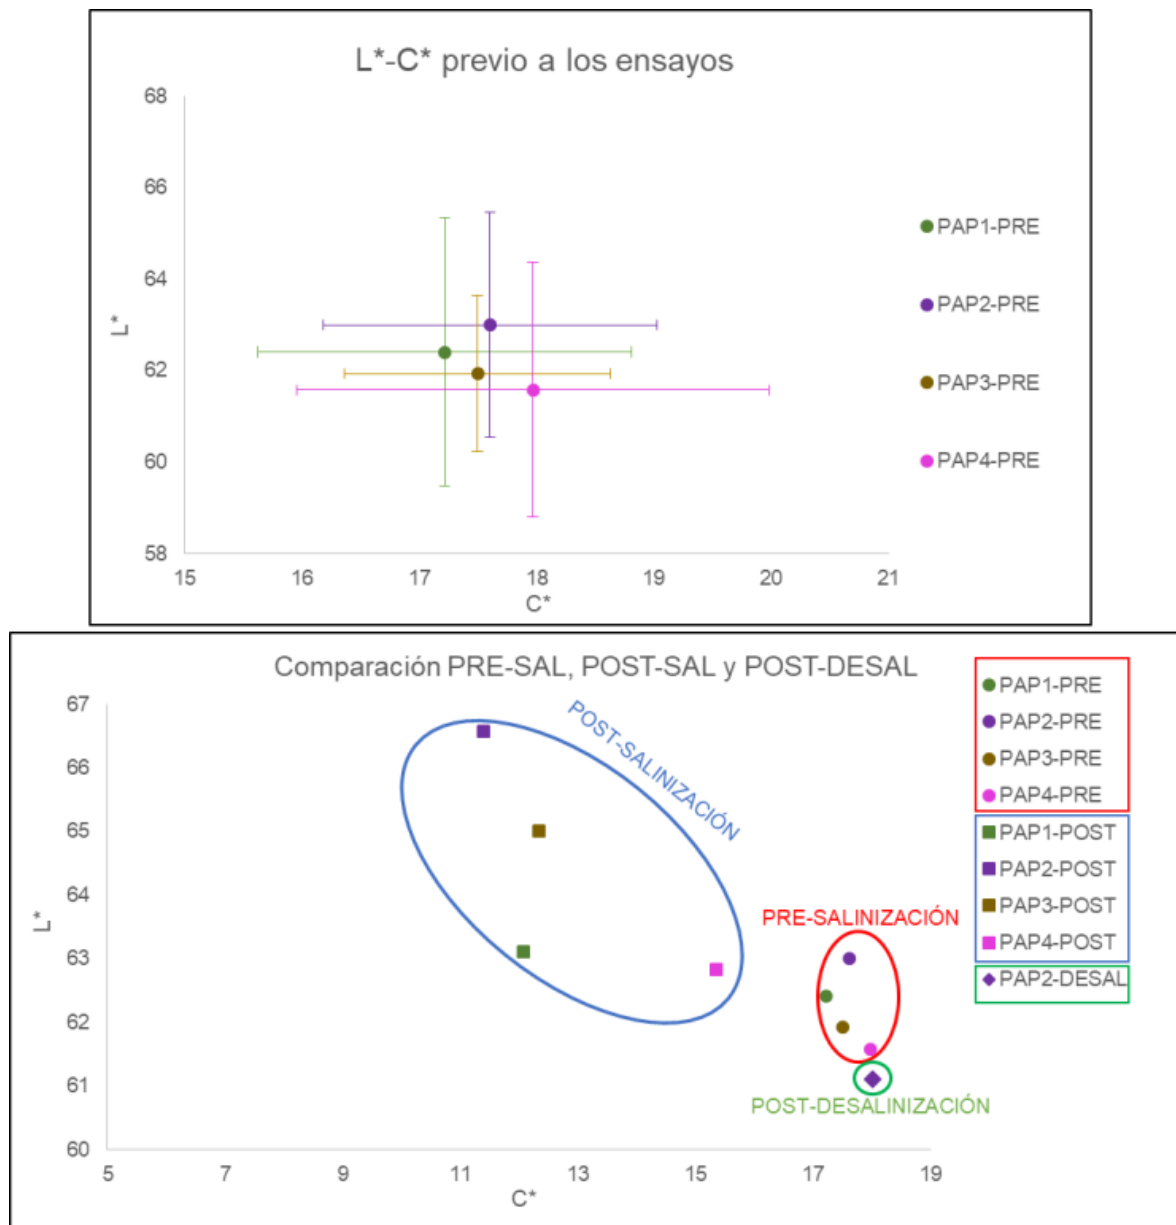 L*-C* previo a los ensayos
68
66
64
62
60
58
L*
15 16 17 18 19 20 21
C*
PAP1-PRE
PAP2-PRE
PAP3-PRE
PAP4-PRE
Comparación PRE-SAL, POST-SAL y POST-DESAL
67
66
65
64
63
62
61
60
L*
5 7 9 11 13 15 17 19
C*
POST-SALINIZACIÓN
PRE-SALINIZACIÓN
POST-DESALINIZACIÓN
PAP1-PRE
PAP2-PRE
PAP3-PRE
PAP4-PRE
PAP1-POST
PAP2-POST
PAP3-POST
PAP4-POST
PAP2-DESAL